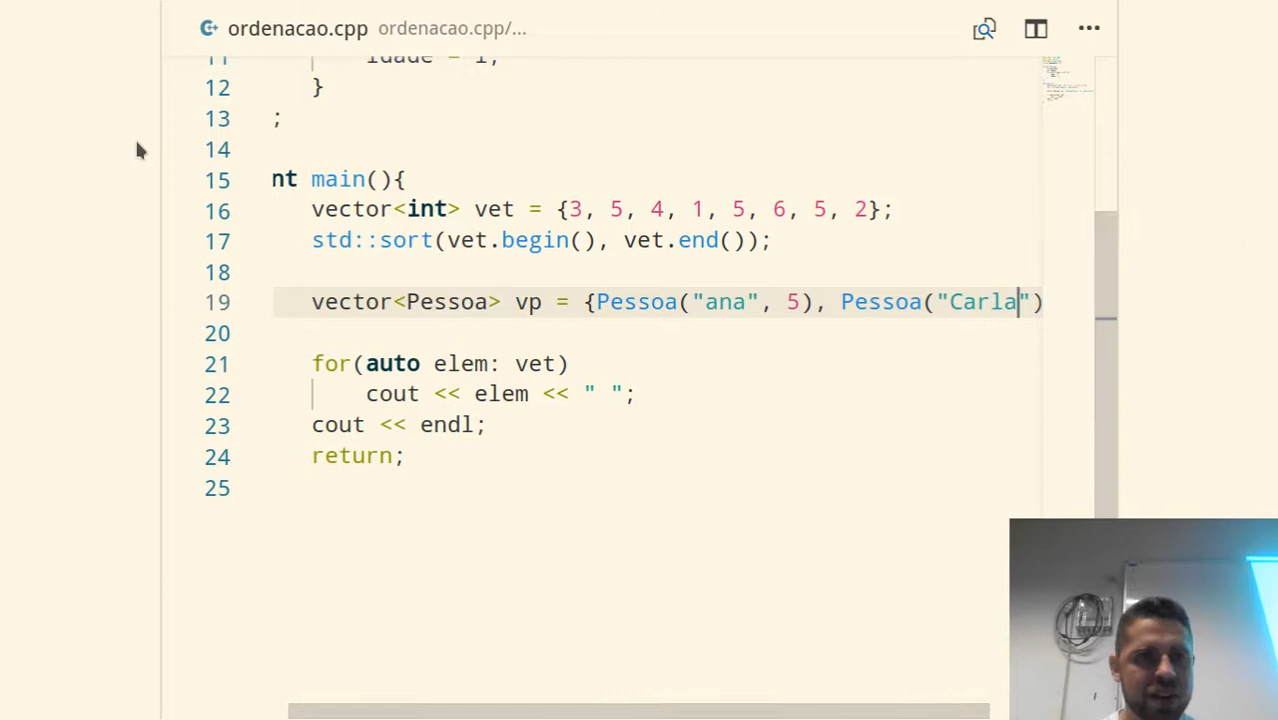 ordenacao.cpp ordenacao.cpp/...
11 idade = i;
12 }
13 ;
14
15 nt main(){
16 vector<int> vet = {3, 5, 4, 1, 5, 6, 5, 2};
17 std::sort(vet.begin(), vet.end());
18
19 vector<Pessoa> vp = {Pessoa("ana", 5), Pessoa("Carla")
20
21 for(auto elem: vet)
22 cout << elem << " ";
23 cout << endl;
24 return;
25